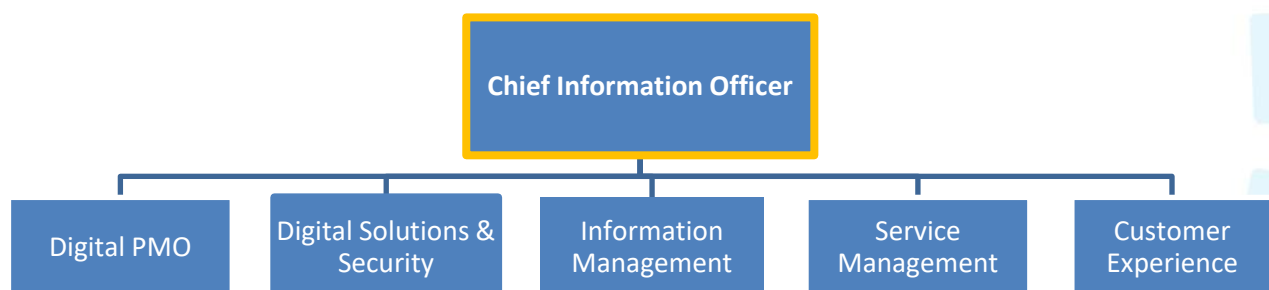 Chief Information Officer
Digital PMO
Digital Solutions &
Security
Information
Management
Service
Management
Customer
Experience